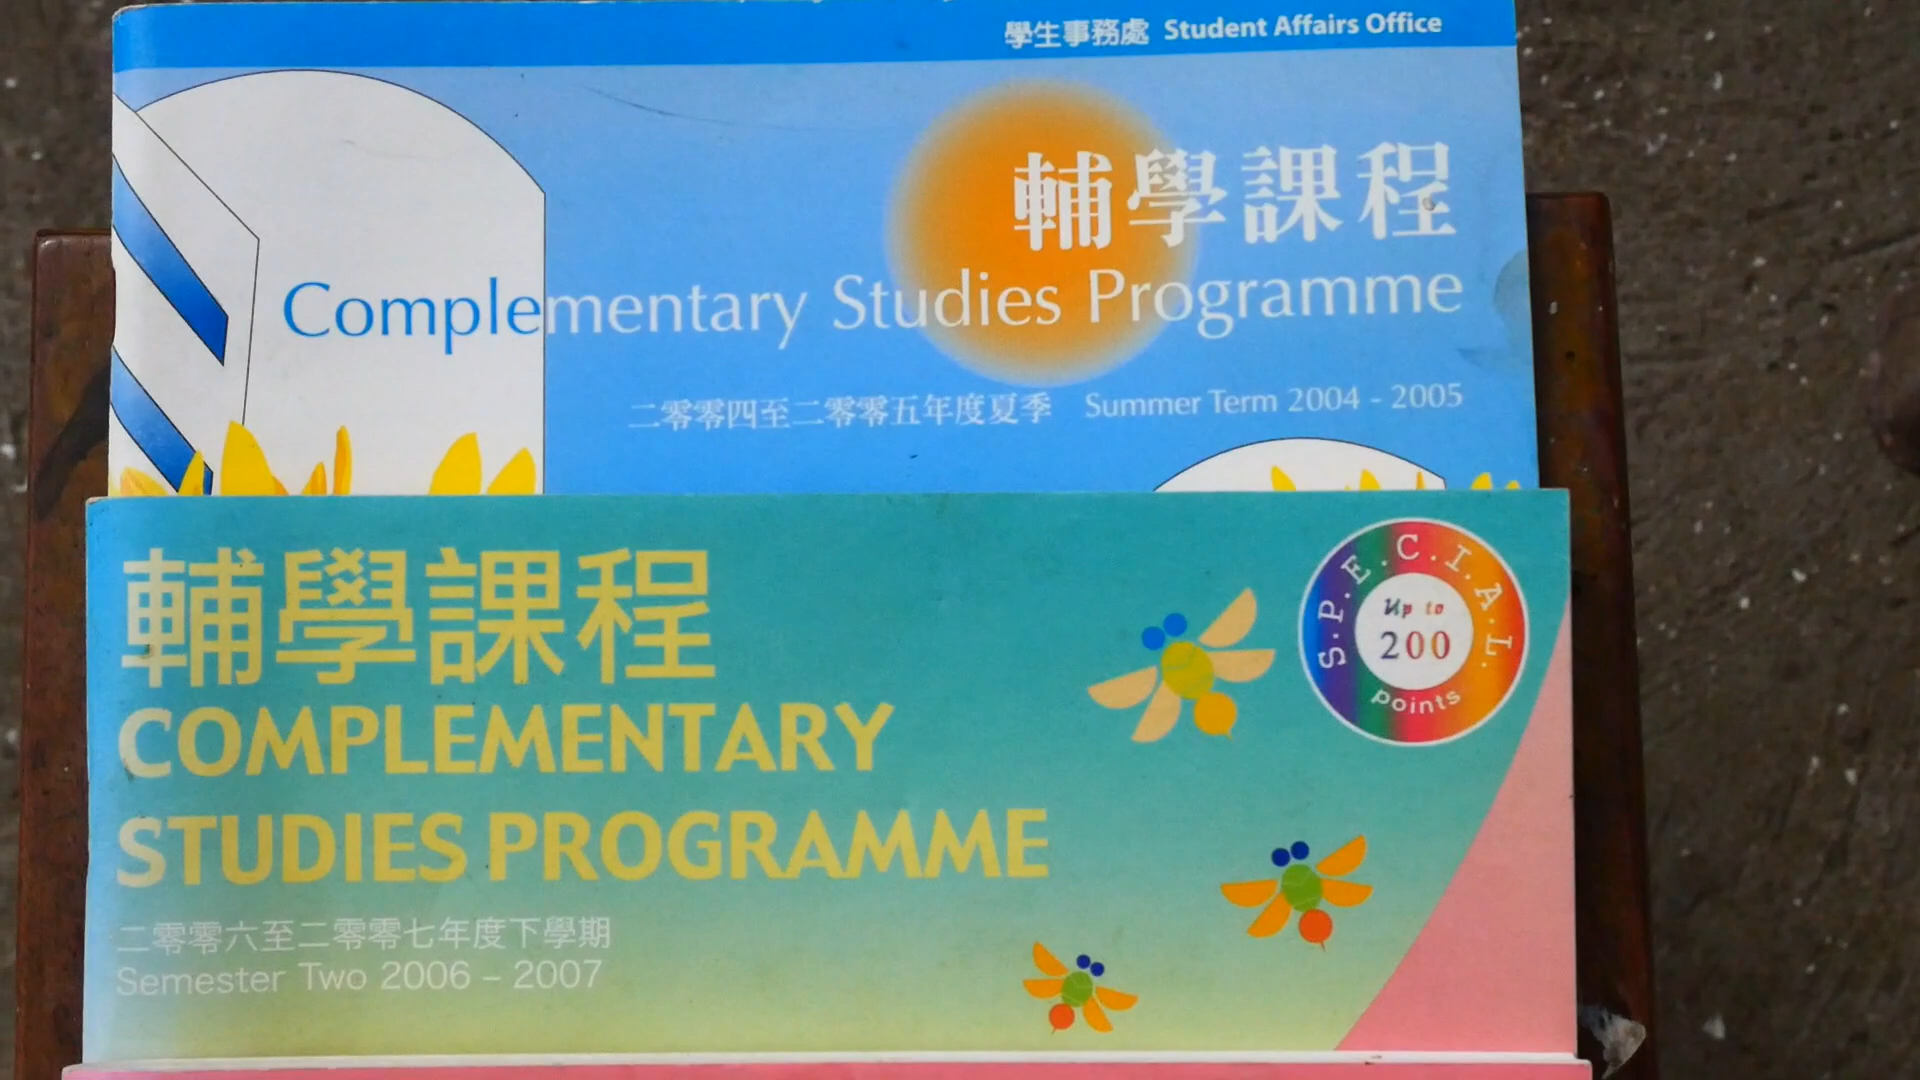 學生事務處 Student Affairs Office
輔學課程
Complementary Studies Programme
二零零四至二零零五年度夏季 Summer Term 2004 - 2005
輔學課程
COMPLEMENTARY
STUDIES PROGRAMME
二零零六至二零零七年度下學期
Semester Two 2006 – 2007
S.P.E.C.I.A.L.
Up to
200
points